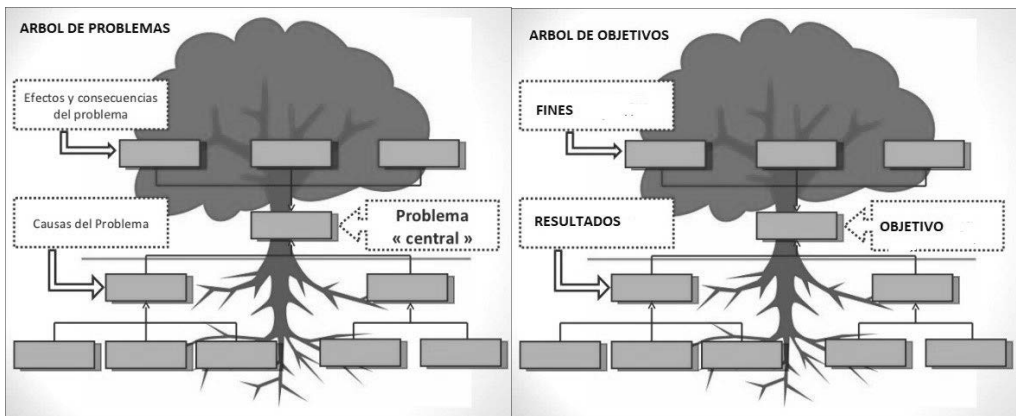 ARBOL DE PROBLEMAS
Efectos y consecuencias
del problema
Causas del Problema
Problema
« central »
ARBOL DE OBJETIVOS
FINES
RESULTADOS
OBJETIVO